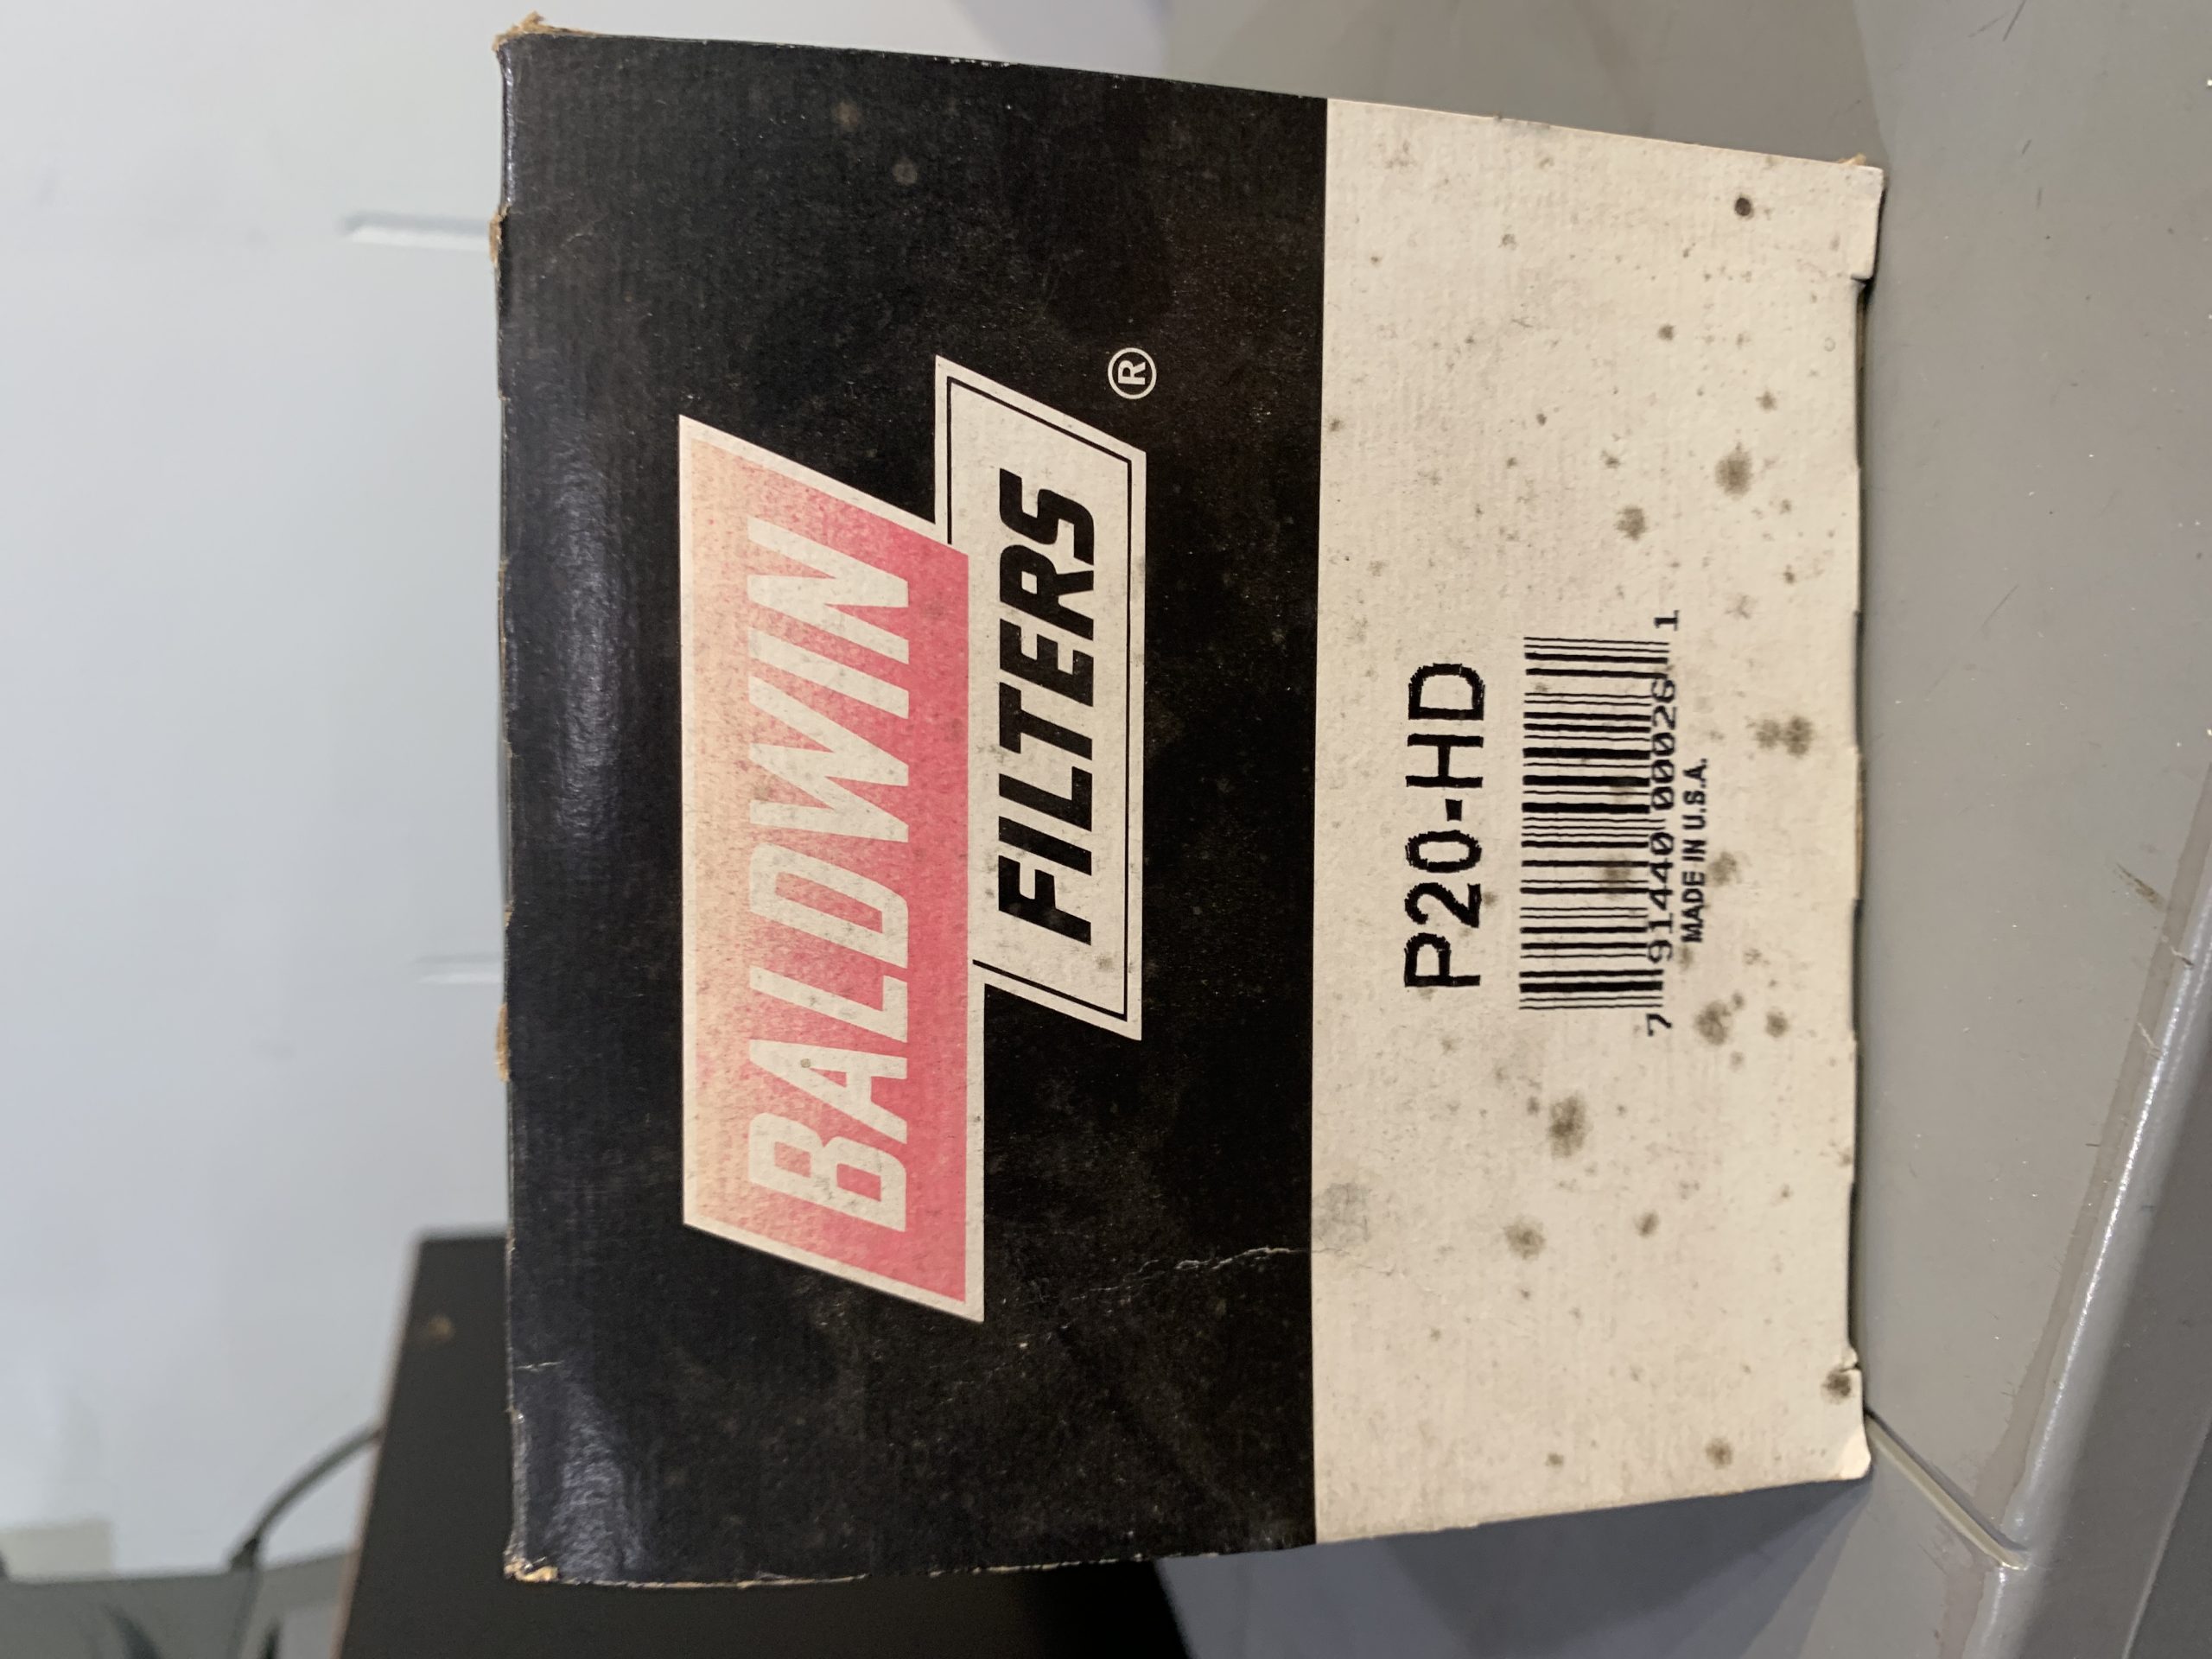 BALDWIN
FILTERS ®
P20-HD
7 91440 00026 1
MADE IN U.S.A.